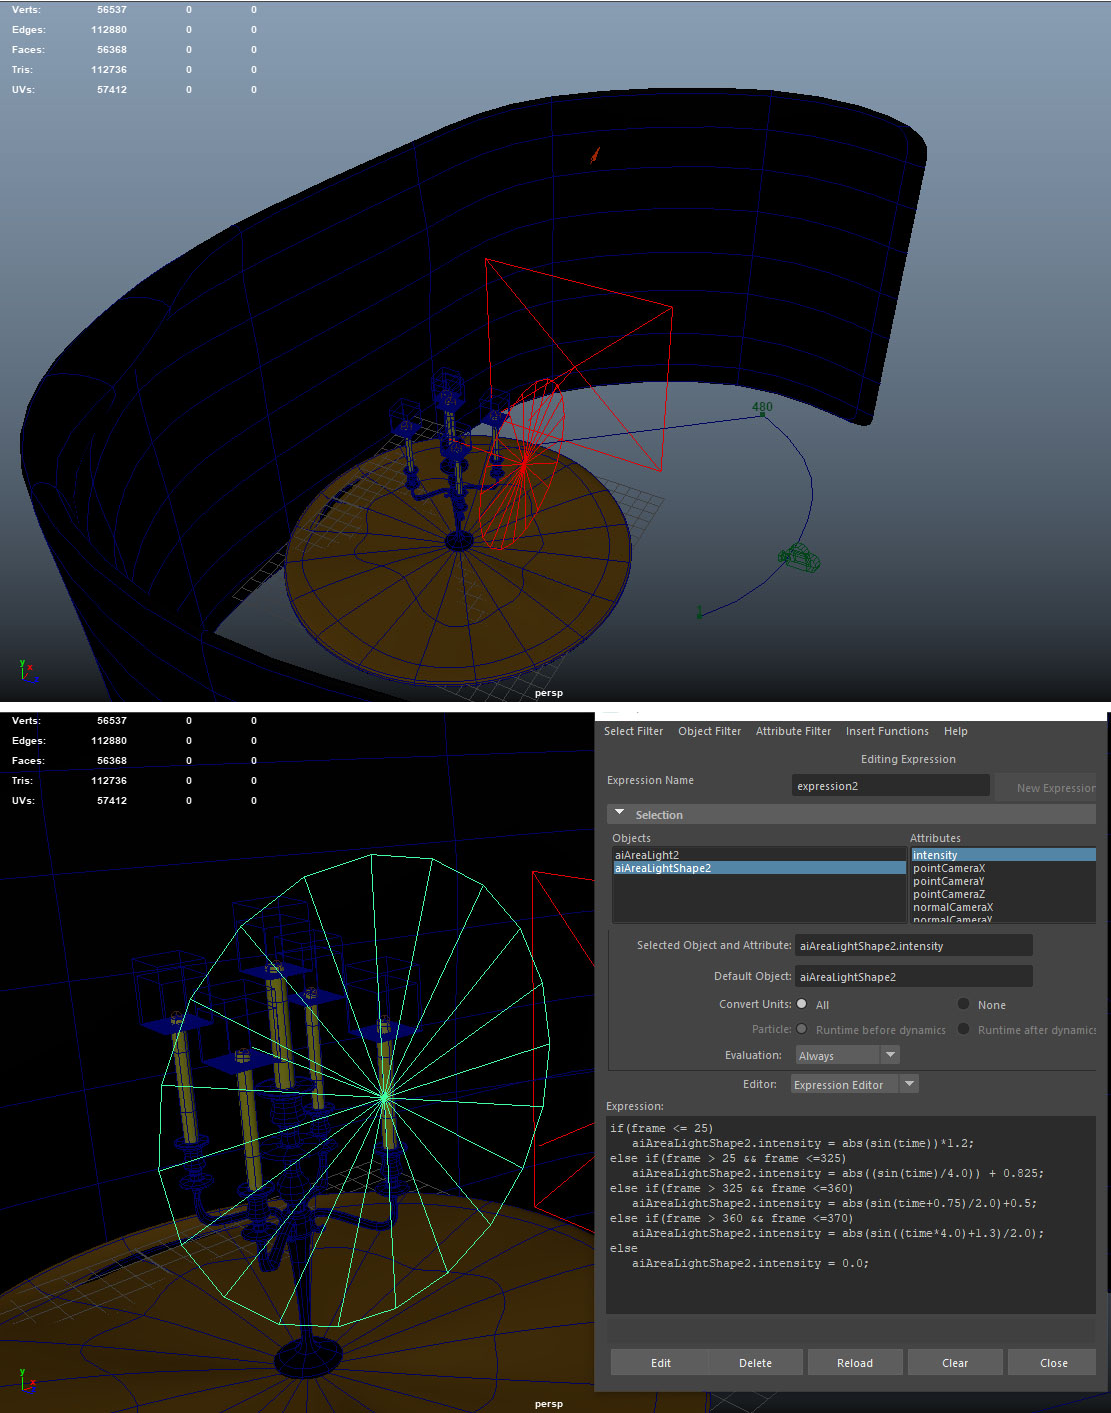 Verts: 56537 0 0
Edges: 112880 0 0
Faces: 56368 0 0
Tris: 112736 0 0
UVs: 57412 0 0
480
1
y
x
persp
Verts: 56537 0 0
Edges: 112880 0 0
Faces: 56368 0 0
Tris: 112736 0 0
UVs: 57412 0 0
Select Filter Object Filter Attribute Filter Insert Functions Help
Editing Expression
Expression Name expression2 New Expression
Selection
Objects Attributes
aiAreaLight2 intensity
aiAreaLightShape2 pointCameraX
pointCameraY
pointCameraZ
normalCameraX
normalCameraY
Selected Object and Attribute: aiAreaLightShape2.intensity
Default Object: aiAreaLightShape2
Convert Units: All None
Particle: Runtime before dynamics Runtime after dynamics
Evaluation: Always
Editor: Expression Editor
Expression:
if(frame <= 25)
aiAreaLightShape2.intensity = abs(sin(time))*1.2;
else if(frame > 25 && frame <=325)
aiAreaLightShape2.intensity = abs((sin(time)/4.0)) + 0.825;
else if(frame > 325 && frame <=360)
aiAreaLightShape2.intensity = abs(sin(time+0.75)/2.0)+0.5;
else if(frame > 360 && frame <=370)
aiAreaLightShape2.intensity = abs(sin((time*4.0)+1.3)/2.0);
else
aiAreaLightShape2.intensity = 0.0;
Edit Delete Reload Clear Close
y
x
persp